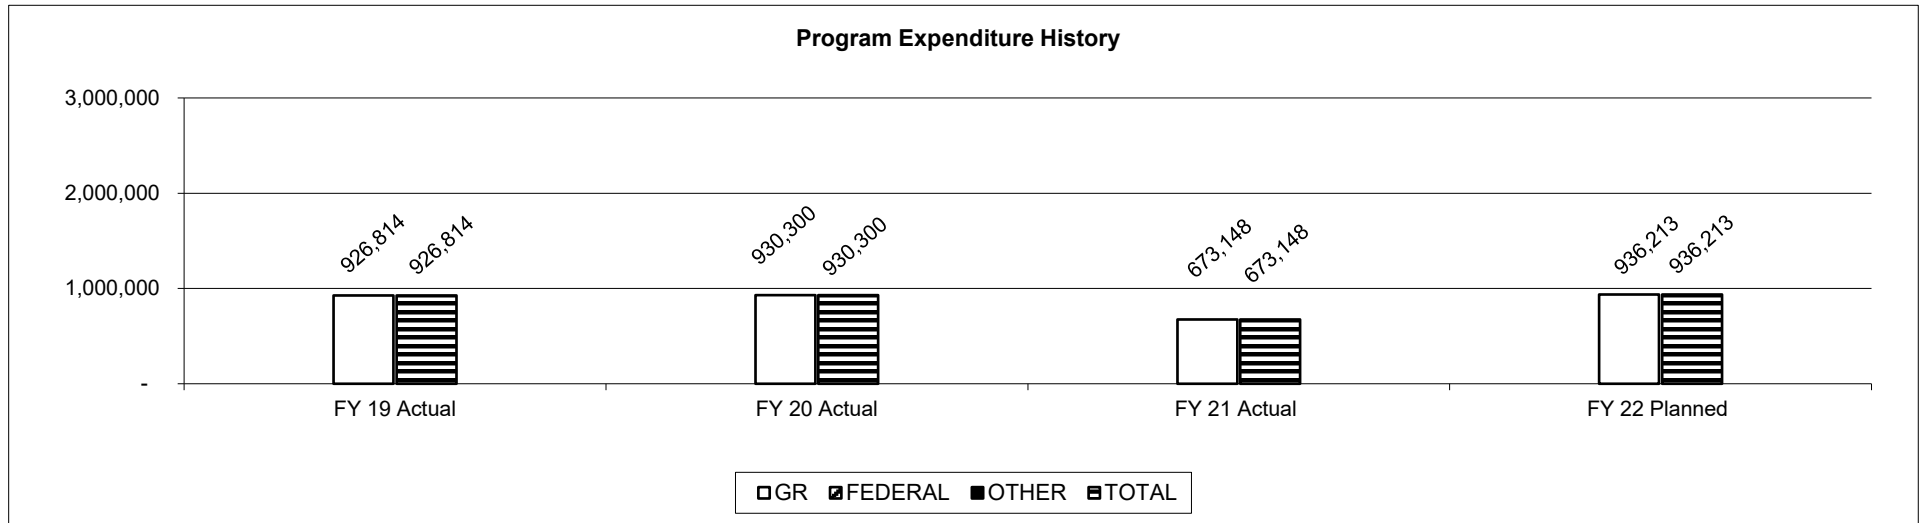 Program Expenditure History
3,000,000
2,000,000
1,000,000
-
926,814 926,814 930,300 930,300 673,148 673,148 936,213 936,213
FY 19 Actual FY 20 Actual FY 21 Actual FY 22 Planned
GR FEDERAL OTHER TOTAL